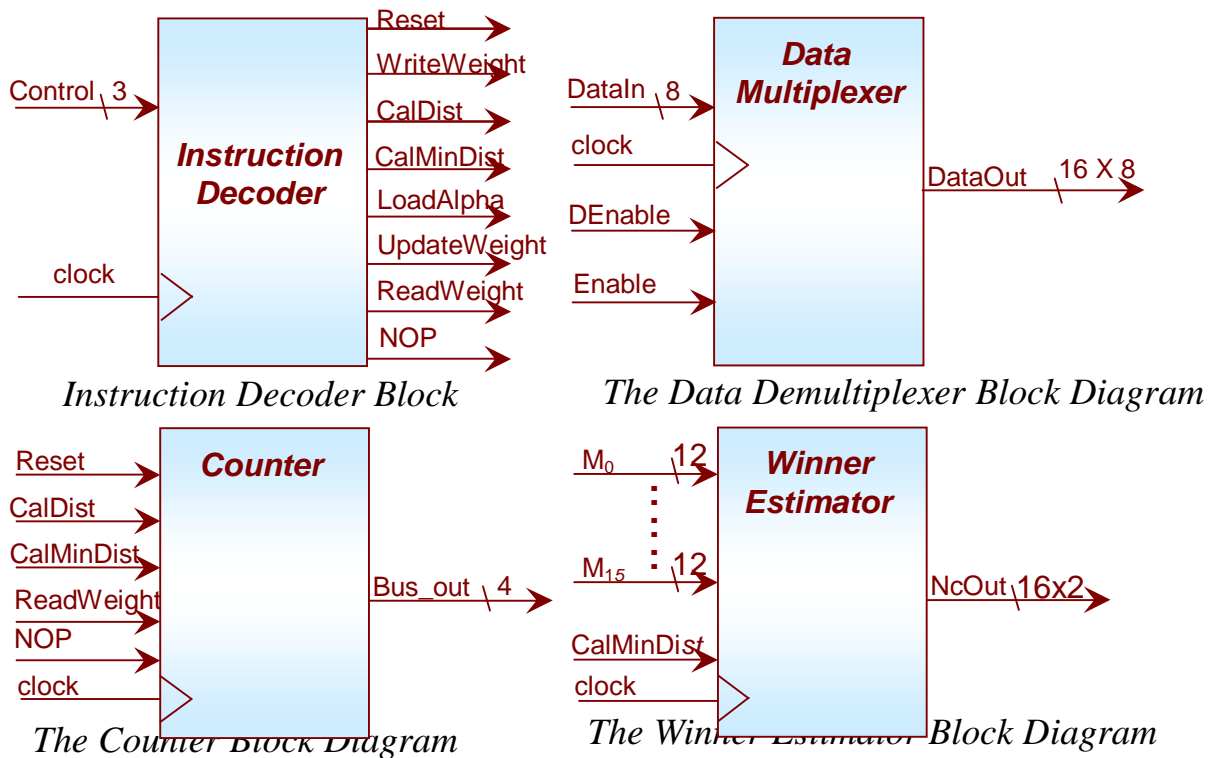 Reset
WriteWeight
Control 3
CalDist
CalMinDist
Instruction
Decoder
LoadAlpha
UpdateWeight
clock
ReadWeight
NOP
Instruction Decoder Block
Data
Multiplexer
DataIn 8
clock
DataOut 16 X 8
DEnable
Enable
The Data Demultiplexer Block Diagram
Counter
Reset
CalDist
CalMinDist
ReadWeight
Bus_out 4
NOP
clock
The Counter Block Diagram
Winner
Estimator
M0 12
M15 12
NcOut 16x2
CalMinDist
clock
The Winner Estimator Block Diagram